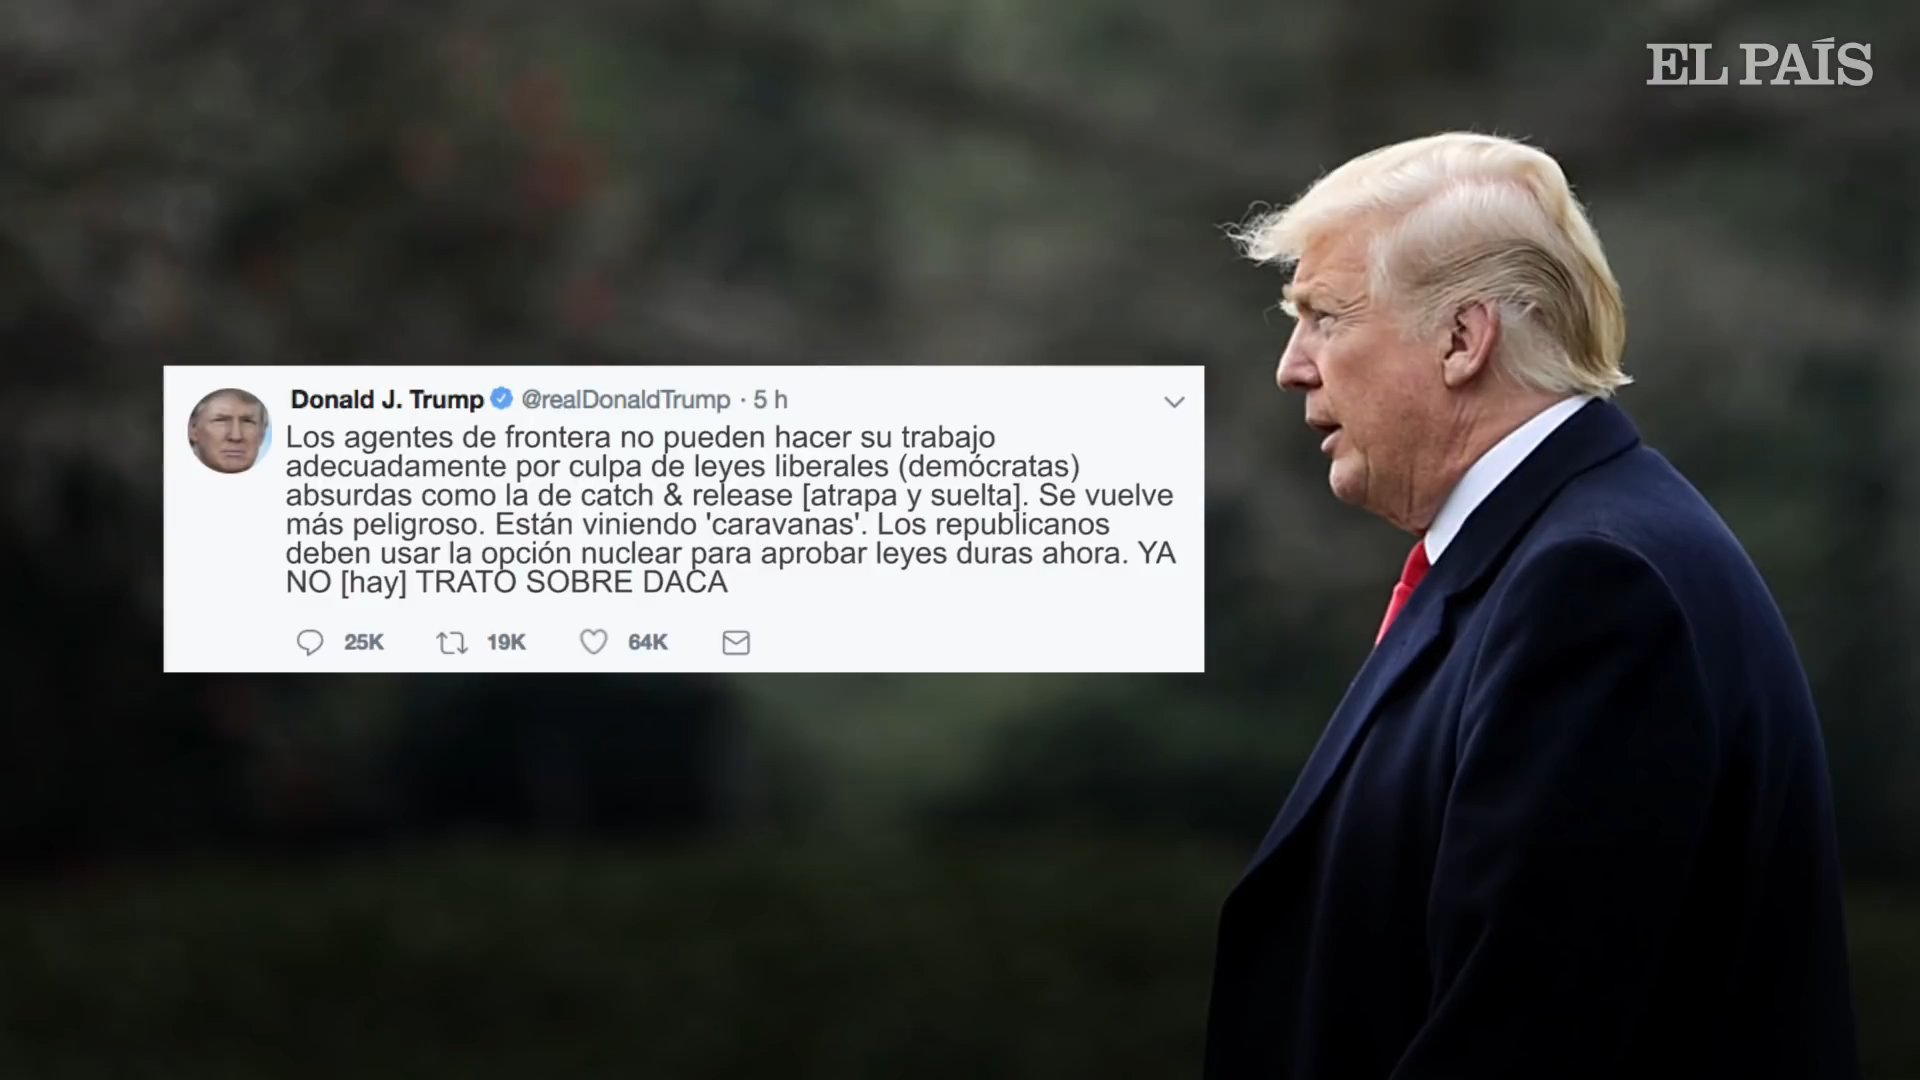 EL PAÍS
Donald J. Trump @realDonaldTrump · 5 h
Los agentes de frontera no pueden hacer su trabajo
adecuadamente por culpa de leyes liberales (demócratas)
absurdas como la de catch & release [atrapa y suelta]. Se vuelve
más peligroso. Están viniendo 'caravanas'. Los republicanos
deben usar la opción nuclear para aprobar leyes duras ahora. YA
NO [hay] TRATO SOBRE DACA
25K 19K 64K